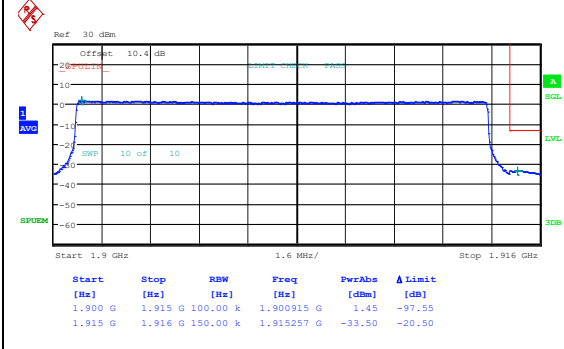 R S
Ref 30 dBm
Offset 10.4 dB
20
_SPULIN_
LIMIT CHECK PASS
10
A
SGL
0
1
AVG
-10
LVL
-20
SWP 10 of 10
-30
-40
-50
SPUEM
-60
3DB
Start 1.9 GHz 1.6 MHz/ Stop 1.916 GHz
Start Stop RBW Freq PwrAbs Δ Limit
[Hz] [Hz] [Hz] [Hz] [dBm] [dB]
1.900 G 1.915 G 100.00 k 1.900915 G 1.45 -97.55
1.915 G 1.916 G 150.00 k 1.915257 G -33.50 -20.50